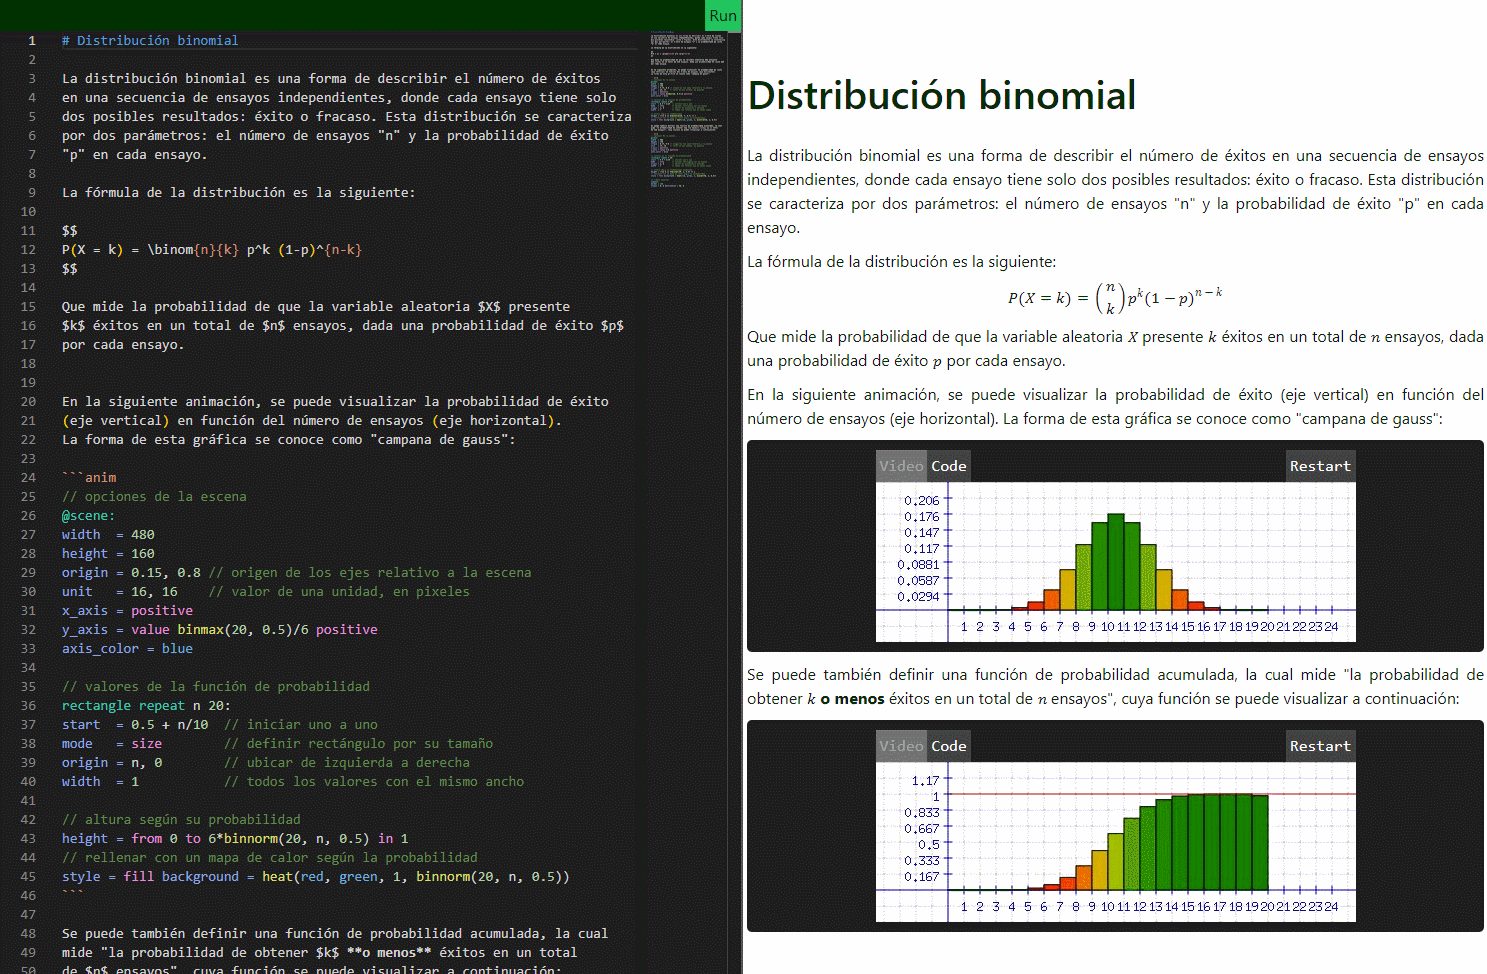 Run
1 # Distribución binomial
2
3 La distribución binomial es una forma de describir el número de éxitos
4 en una secuencia de ensayos independientes, donde cada ensayo tiene solo
5 dos posibles resultados: éxito o fracaso. Esta distribución se caracteriza
6 por dos parámetros: el número de ensayos "n" y la probabilidad de éxito
7 "p" en cada ensayo.
8
9 La fórmula de la distribución es la siguiente:
10
11 $$
12 P(X = k) = \binom{n}{k} p^k (1-p)^{n-k}
13 $$
14
15 Que mide la probabilidad de que la variable aleatoria $X$ presente
16 $k$ éxitos en un total de $n$ ensayos, dada una probabilidad de éxito $p$
17 por cada ensayo.
18
19
20 En la siguiente animación, se puede visualizar la probabilidad de éxito
21 (eje vertical) en función del número de ensayos (eje horizontal).
22 La forma de esta gráfica se conoce como "campana de gauss":
23
24 ```anim
25 // opciones de la escena
26 @scene:
27 width  = 480
28 height = 160
29 origin = 0.15, 0.8 // origen de los ejes relativo a la escena
30 unit   = 16, 16    // valor de una unidad, en pixeles
31 x_axis = positive
32 y_axis = value binmax(20, 0.5)/6 positive
33 axis_color = blue
34
35 // valores de la función de probabilidad
36 rectangle repeat n 20:
37 start  = 0.5 + n/10  // iniciar uno a uno
38 mode   = size        // definir rectángulo por su tamaño
39 origin = n, 0        // ubicar de izquierda a derecha
40 width  = 1           // todos los valores con el mismo ancho
41
42 // altura según su probabilidad
43 height = from 0 to 6*binnorm(20, n, 0.5) in 1
44 // rellenar con un mapa de calor según la probabilidad
45 style = fill background = heat(red, green, 1, binnorm(20, n, 0.5))
46 ```
47
48 Se puede también definir una función de probabilidad acumulada, la cual
49 mide "la probabilidad de obtener $k$ **o menos** éxitos en un total
50 de $n$ ensayos", cuya función se puede visualizar a continuación:
Distribución binomial
La distribución binomial es una forma de describir el número de éxitos en una secuencia de ensayos
independientes, donde cada ensayo tiene solo dos posibles resultados: éxito o fracaso. Esta distribución
se caracteriza por dos parámetros: el número de ensayos "n" y la probabilidad de éxito "p" en cada
ensayo.
La fórmula de la distribución es la siguiente:
P(X = k) = (n k) p^k (1 − p)^{n − k}
Que mide la probabilidad de que la variable aleatoria X presente k éxitos en un total de n ensayos, dada
una probabilidad de éxito p por cada ensayo.
En la siguiente animación, se puede visualizar la probabilidad de éxito (eje vertical) en función del
número de ensayos (eje horizontal). La forma de esta gráfica se conoce como "campana de gauss":
Video Code Restart
0.206
0.176
0.147
0.117
0.0881
0.0587
0.0294
1 2 3 4 5 6 7 8 9 10 11 12 13 14 15 16 17 18 19 20 21 22 23 24
Se puede también definir una función de probabilidad acumulada, la cual mide "la probabilidad de
obtener k o menos éxitos en un total de n ensayos", cuya función se puede visualizar a continuación:
Video Code Restart
1.17
1
0.833
0.667
0.5
0.333
0.167
1 2 3 4 5 6 7 8 9 10 11 12 13 14 15 16 17 18 19 20 21 22 23 24